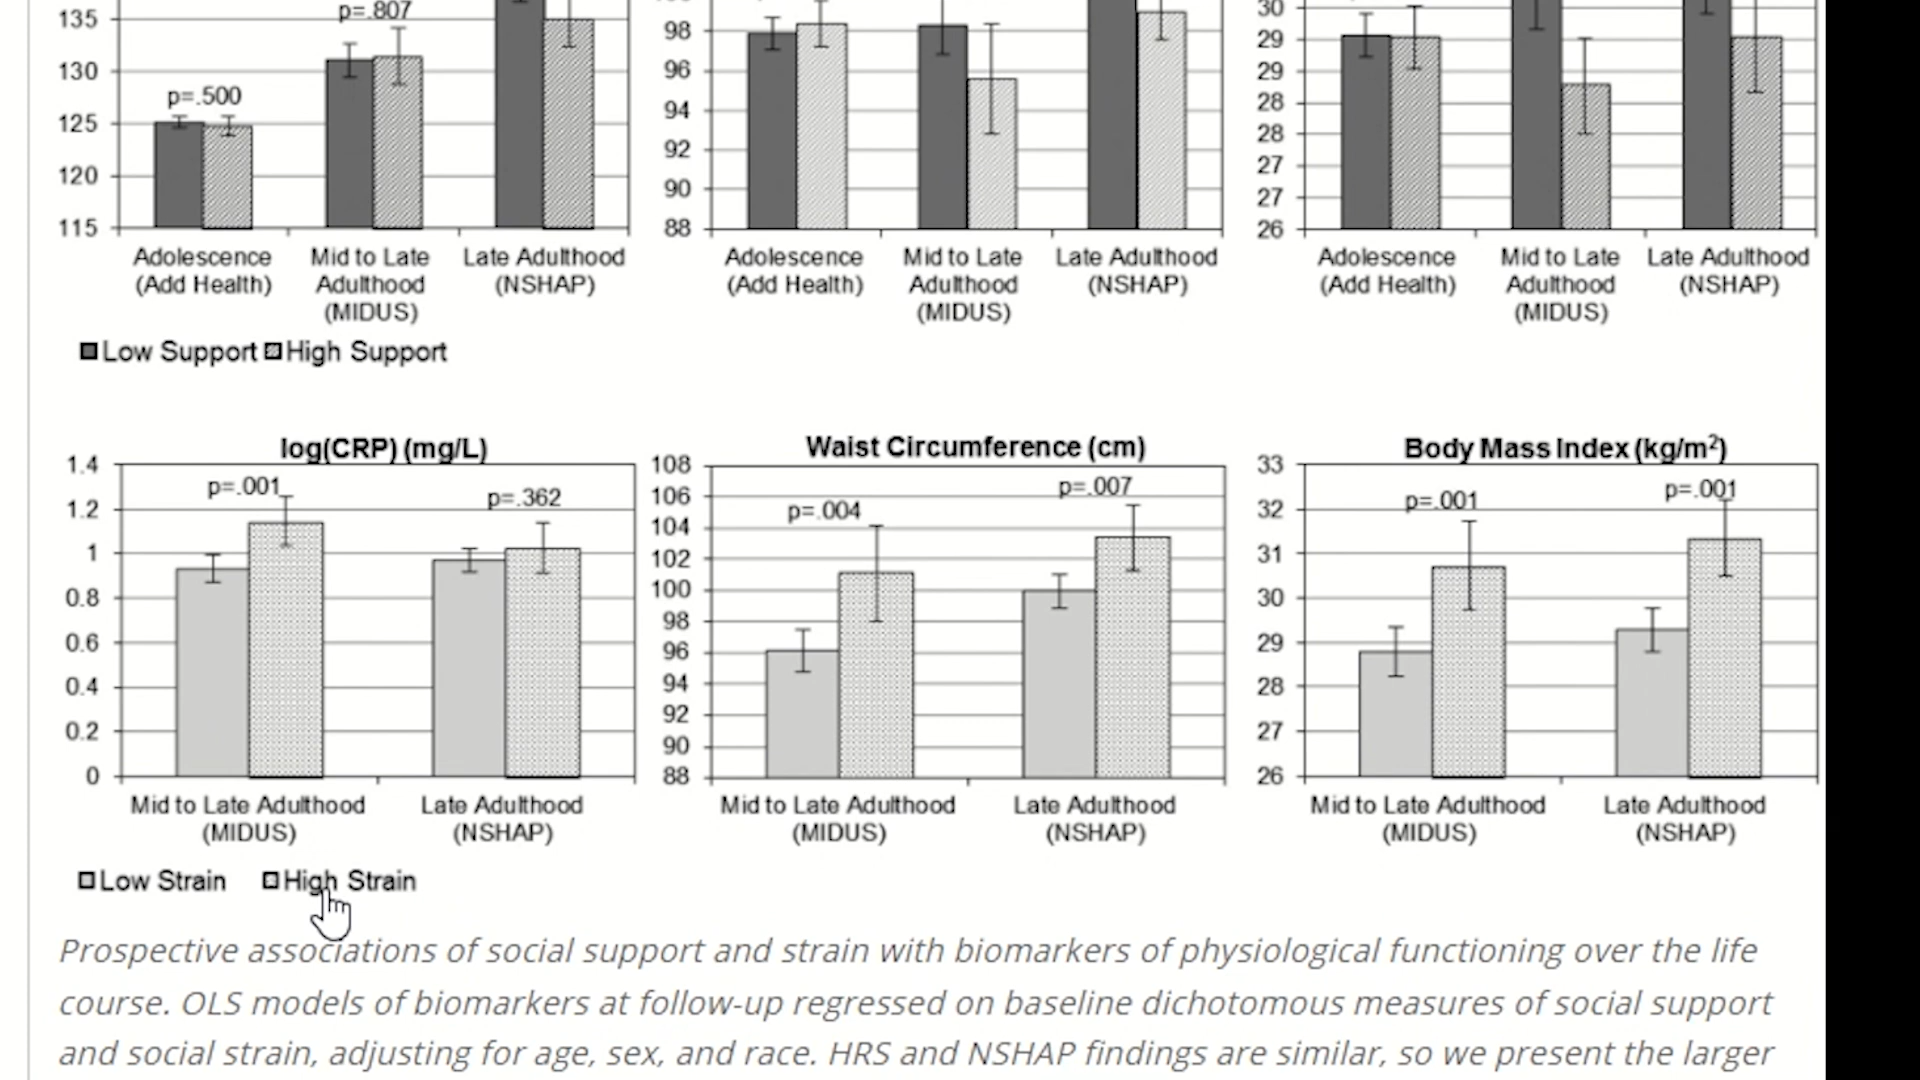 135
130
125
120
115
p=.807
p=.500
Adolescence
(Add Health)
Mid to Late
Adulthood
(MIDUS)
Late Adulthood
(NSHAP)
98
96
94
92
90
88
Adolescence
(Add Health)
Mid to Late
Adulthood
(MIDUS)
Late Adulthood
(NSHAP)
30
29
29
28
28
27
27
26
Adolescence
(Add Health)
Mid to Late
Adulthood
(MIDUS)
Late Adulthood
(NSHAP)
Low Support High Support
log(CRP) (mg/L)
1.4
1.2
1
0.8
0.6
0.4
0.2
0
p=.001
p=.362
Mid to Late Adulthood
(MIDUS)
Late Adulthood
(NSHAP)
Waist Circumference (cm)
108
106
104
102
100
98
96
94
92
90
88
p=.004
p=.007
Mid to Late Adulthood
(MIDUS)
Late Adulthood
(NSHAP)
Body Mass Index (kg/m²)
33
32
31
30
29
28
27
26
p=.001
p=.001
Mid to Late Adulthood
(MIDUS)
Late Adulthood
(NSHAP)
Low Strain High Strain
Prospective associations of social support and strain with biomarkers of physiological functioning over the life
course. OLS models of biomarkers at follow-up regressed on baseline dichotomous measures of social support
and social strain, adjusting for age, sex, and race. HRS and NSHAP findings are similar, so we present the larger